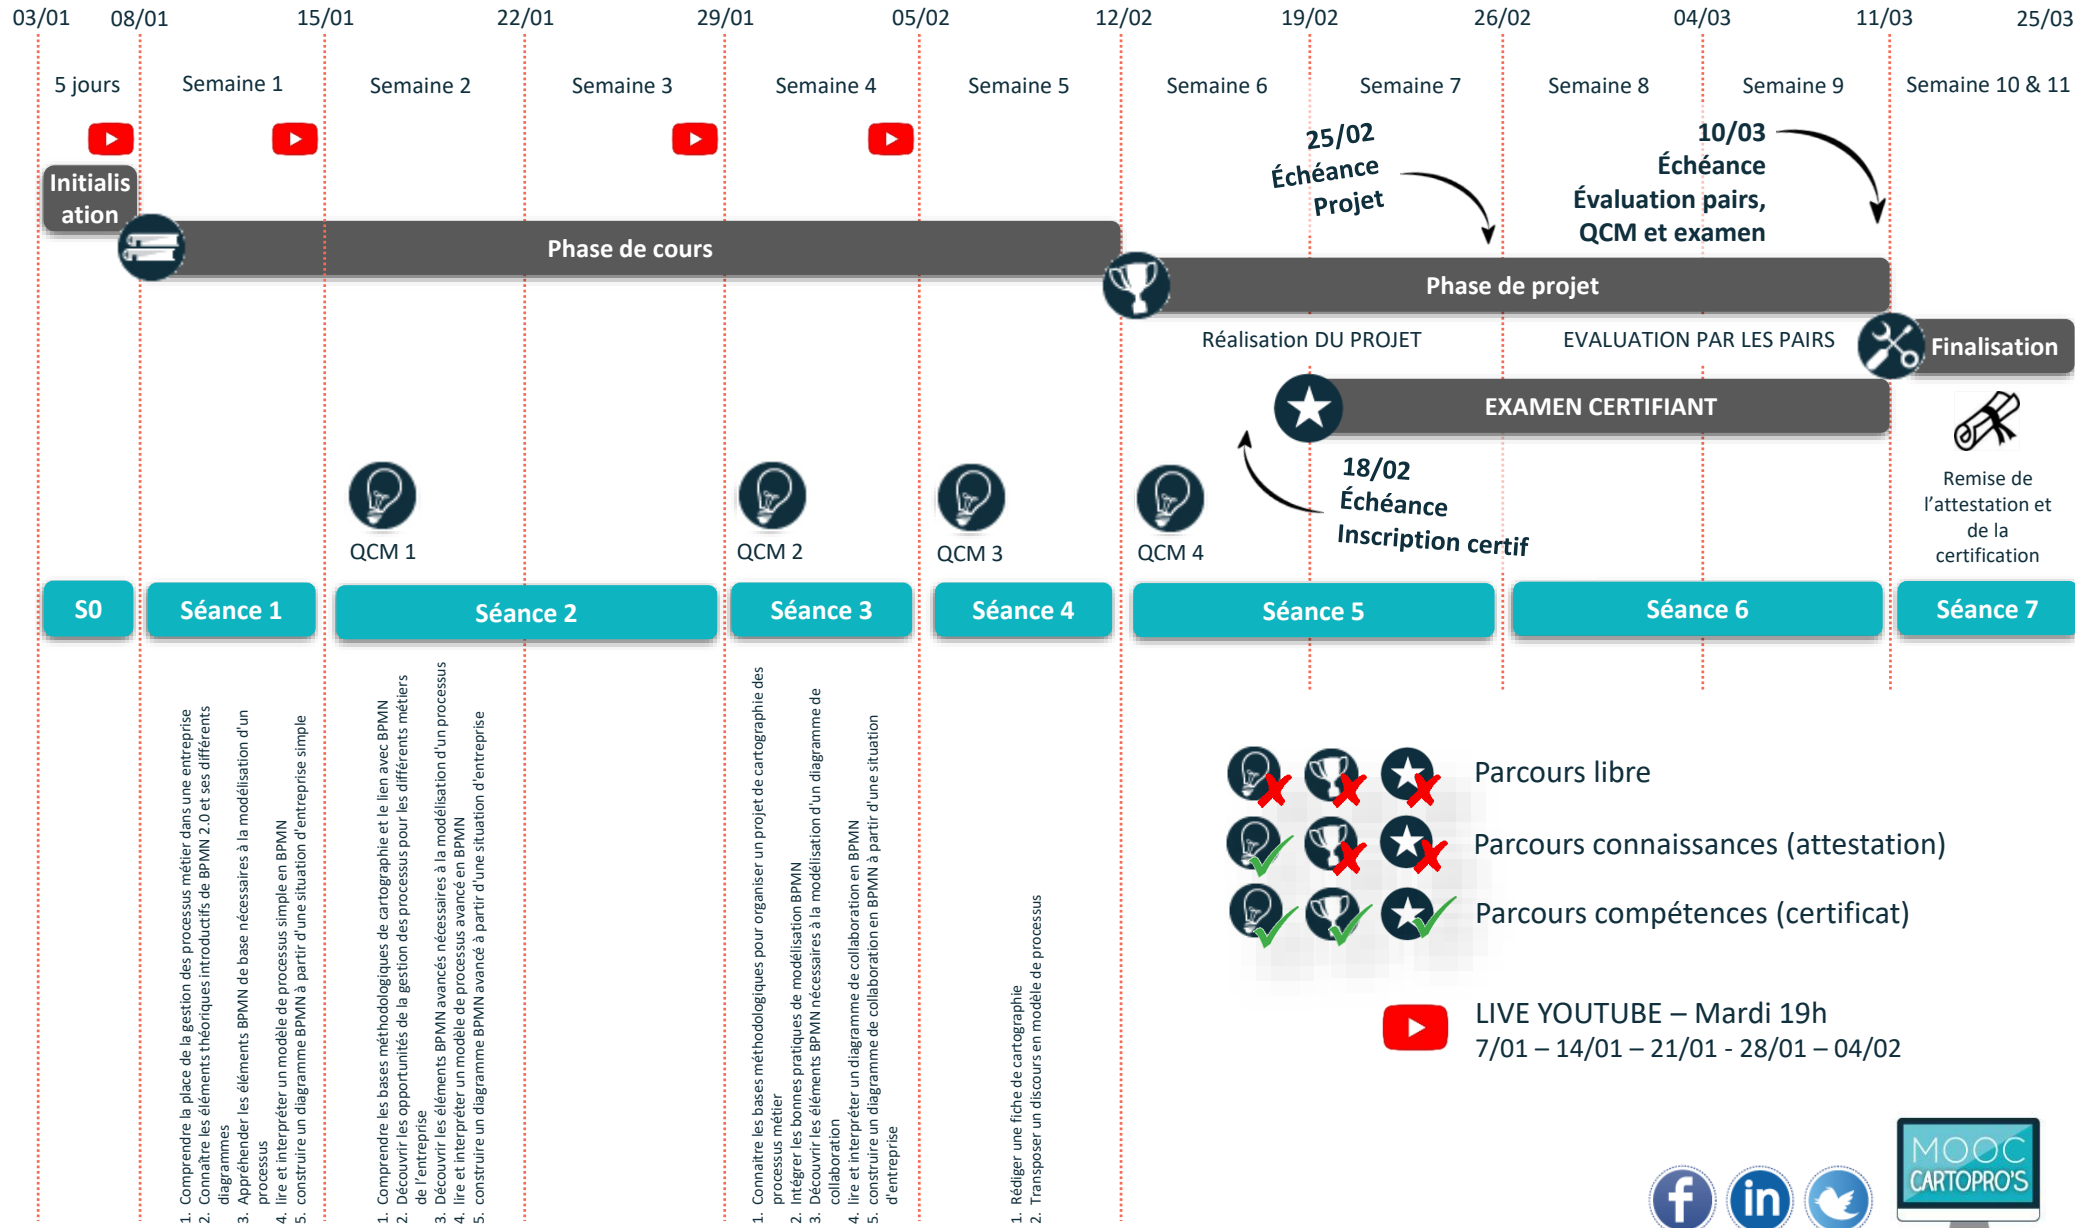 03/01 08/01 15/01 22/01 29/01 05/02 12/02 19/02 26/02 04/03 11/03 25/03
5 jours Semaine 1 Semaine 2 Semaine 3 Semaine 4 Semaine 5 Semaine 6 Semaine 7 Semaine 8 Semaine 9 Semaine 10 & 11
25/02
Échéance
Projet
10/03
Échéance
Évaluation pairs,
QCM et examen
Initialis
ation
Phase de cours
Phase de projet
Réalisation DU PROJET
EVALUATION PAR LES PAIRS
Finalisation
EXAMEN CERTIFIANT
18/02
Échéance
Inscription certif
Remise de
l'attestation et
de la
certification
QCM 1 QCM 2 QCM 3 QCM 4
S0 Séance 1 Séance 2 Séance 3 Séance 4 Séance 5 Séance 6 Séance 7
1. Comprendre la place de la gestion des processus métier dans une entreprise
2. Connaître les éléments théoriques introductifs de BPMN 2.0 et ses différents
diagrammes
3. Appréhender les éléments BPMN de base nécessaires à la modélisation d'un
processus
4. lire et interpréter un modèle de processus simple en BPMN
5. construire un diagramme BPMN à partir d'une situation d'entreprise simple
1. Comprendre les bases méthodologiques de cartographie et le lien avec BPMN
2. Découvrir les opportunités de la gestion des processus pour les différents métiers
de l'entreprise
3. Découvrir les éléments BPMN avancés nécessaires à la modélisation d'un processus
4. lire et interpréter un modèle de processus avancé en BPMN
5. construire un diagramme BPMN avancé à partir d'une situation d'entreprise
1. Connaitre les bases méthodologiques pour organiser un projet de cartographie des
processus métier
2. Intégrer les bonnes pratiques de modélisation BPMN
3. Découvrir les éléments BPMN nécessaires à la modélisation d'un diagramme de
collaboration
4. lire et interpréter un diagramme de collaboration en BPMN
5. construire un diagramme de collaboration en BPMN à partir d'une situation
d'entreprise
1. Rédiger une fiche de cartographie
2. Transposer un discours en modèle de processus
Parcours libre
Parcours connaissances (attestation)
Parcours compétences (certificat)
LIVE YOUTUBE – Mardi 19h
7/01 – 14/01 – 21/01 - 28/01 – 04/02
f in
MOOC
CARTOPRO'S